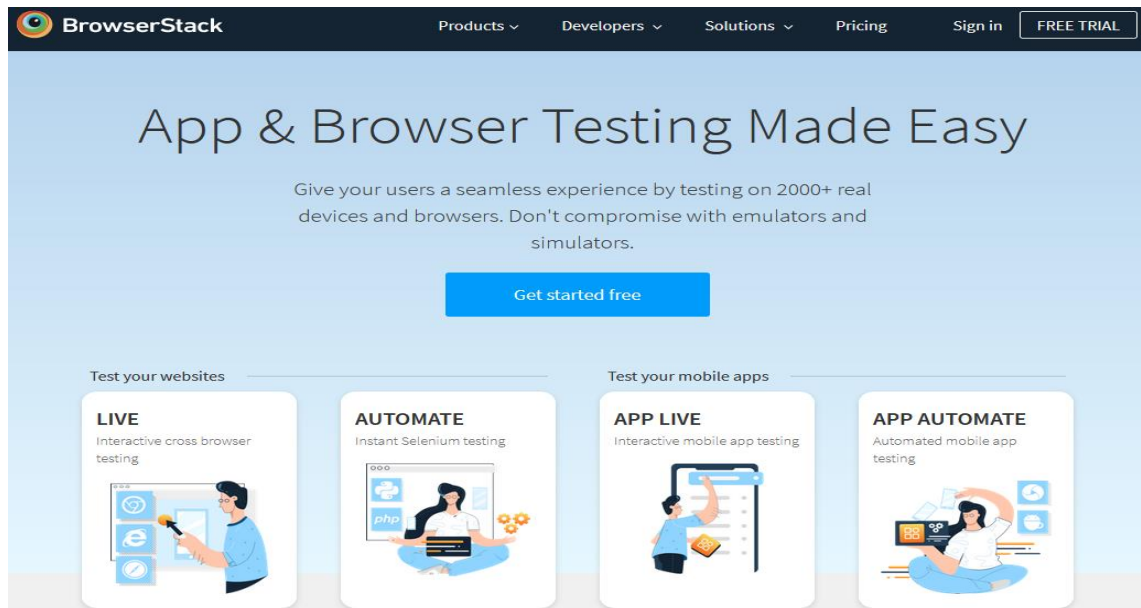 BrowserStack Products Developers Solutions Pricing Sign in FREE TRIAL
App & Browser Testing Made Easy
Give your users a seamless experience by testing on 2000+ real
devices and browsers. Don't compromise with emulators and
simulators.
Get started free
Test your websites
Test your mobile apps
LIVE
Interactive cross browser
testing
AUTOMATE
Instant Selenium testing
php
APP LIVE
Interactive mobile app testing
APP AUTOMATE
Automated mobile app
testing